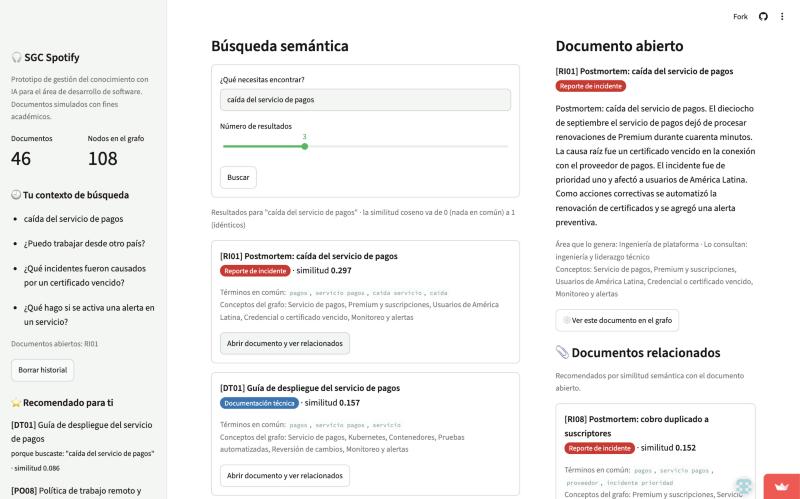 Fork
SGC Spotify
Prototipo de gestión del conocimiento con
IA para el área de desarrollo de software.
Documentos simulados con fines
académicos.
Documentos
Nodos en el grafo
46
108
Tu contexto de búsqueda
caída del servicio de pagos
¿Puedo trabajar desde otro país?
¿Qué incidentes fueron causados
por un certificado vencido?
¿Qué hago si se activa una alerta en
un servicio?
Documentos abiertos: RI01
Borrar historial
Recomendado para ti
[DT01] Guía de despliegue del servicio
de pagos
porque buscaste: "caída del servicio de pagos"
· similitud 0.086
[PO08] Política de trabajo remoto y
Búsqueda semántica
¿Qué necesitas encontrar?
caída del servicio de pagos
Número de resultados
3
Buscar
Resultados para "caída del servicio de pagos" · la similitud coseno va de 0 (nada en común) a 1
(idénticos)
[RI01] Postmortem: caída del servicio de pagos
Reporte de incidente · similitud 0.297
Términos en común: pagos , servicio pagos , caída servicio , caída
Conceptos del grafo: Servicio de pagos, Premium y suscripciones, Usuarios de América
Latina, Credencial o certificado vencido, Monitoreo y alertas
Abrir documento y ver relacionados
[DT01] Guía de despliegue del servicio de pagos
Documentación técnica · similitud 0.157
Términos en común: pagos , servicio pagos , servicio
Conceptos del grafo: Servicio de pagos, Kubernetes, Contenedores, Pruebas
automatizadas, Reversión de cambios, Monitoreo y alertas
Abrir documento y ver relacionados
Documento abierto
[RI01] Postmortem: caída del servicio de pagos
Reporte de incidente
Postmortem: caída del servicio de pagos. El dieciocho
de septiembre el servicio de pagos dejó de procesar
renovaciones de Premium durante cuarenta minutos.
La causa raíz fue un certificado vencido en la conexión
con el proveedor de pagos. El incidente fue de
prioridad uno y afectó a usuarios de América Latina.
Como acciones correctivas se automatizó la
renovación de certificados y se agregó una alerta
preventiva.
Área que lo genera: Ingeniería de plataforma · Lo consultan:
ingeniería y liderazgo técnico
Conceptos: Servicio de pagos, Premium y suscripciones,
Usuarios de América Latina, Credencial o certificado vencido,
Monitoreo y alertas
Ver este documento en el grafo
Documentos relacionados
Recomendados por similitud semántica con el documento
abierto.
[RI08] Postmortem: cobro duplicado a
suscriptores
Reporte de incidente · similitud 0.152
Términos en común: pagos , servicio pagos ,
proveedor , incidente prioridad
Conceptos del grafo: Servicio de pagos,
Premium y suscripciones, Servicio